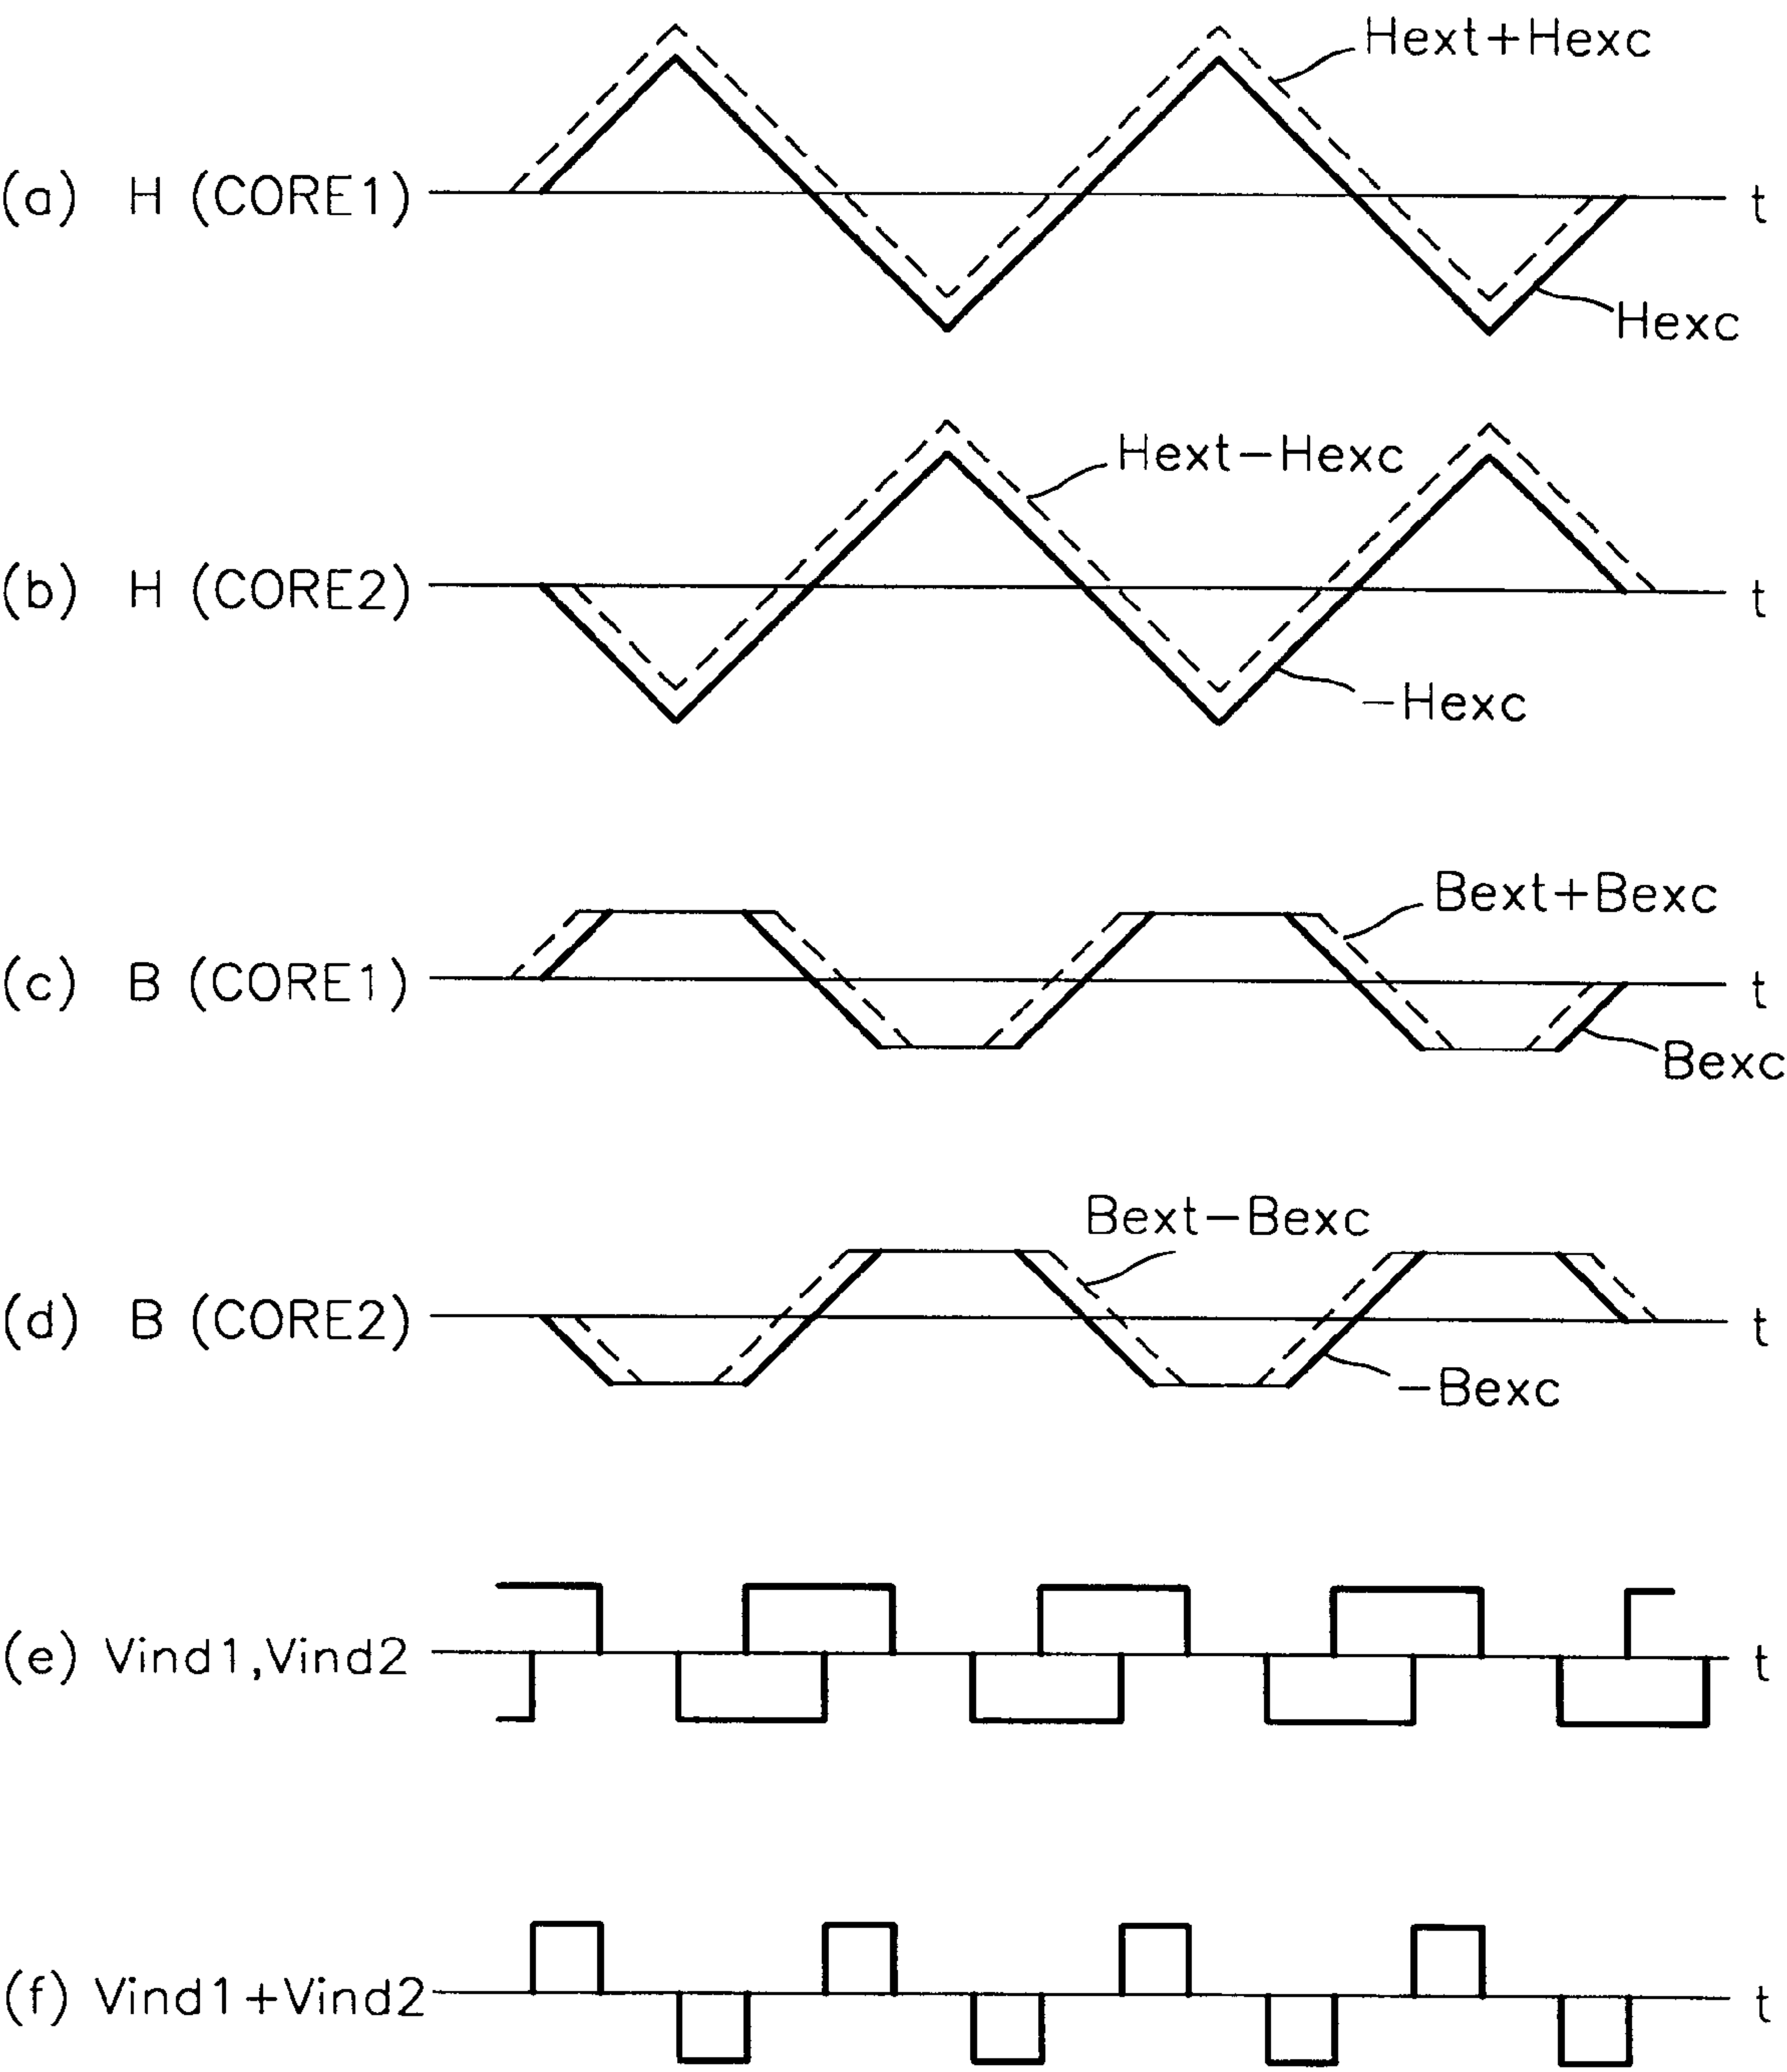 Hext+Hexc
(a) H (CORE1)
t
Hexc
Hext-Hexc
(b) H (CORE2)
t
-Hexc
Bext+Bexc
(c) B (CORE1)
t
Bexc
Bext-Bexc
(d) B (CORE2)
t
-Bexc
(e) Vind1,Vind2
t
(f) Vind1+Vind2
t